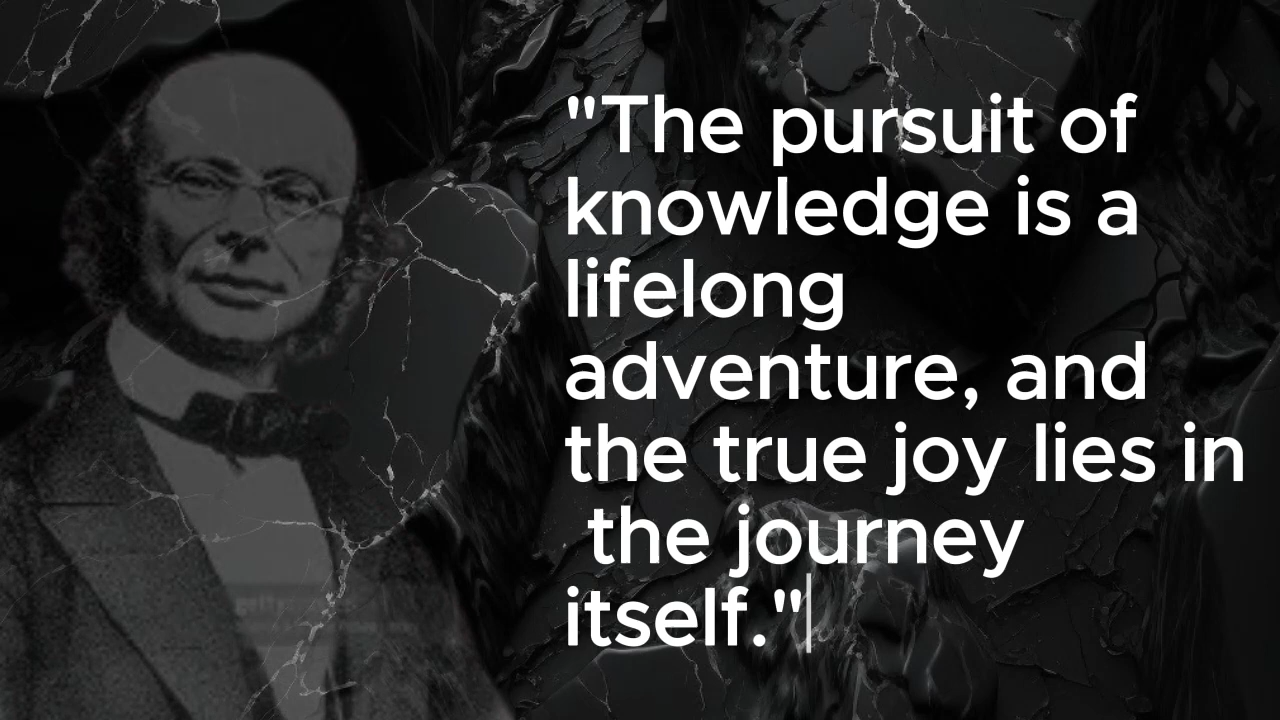 "The pursuit of
knowledge is a
lifelong
adventure, and
the true joy lies in
the journey
itself."